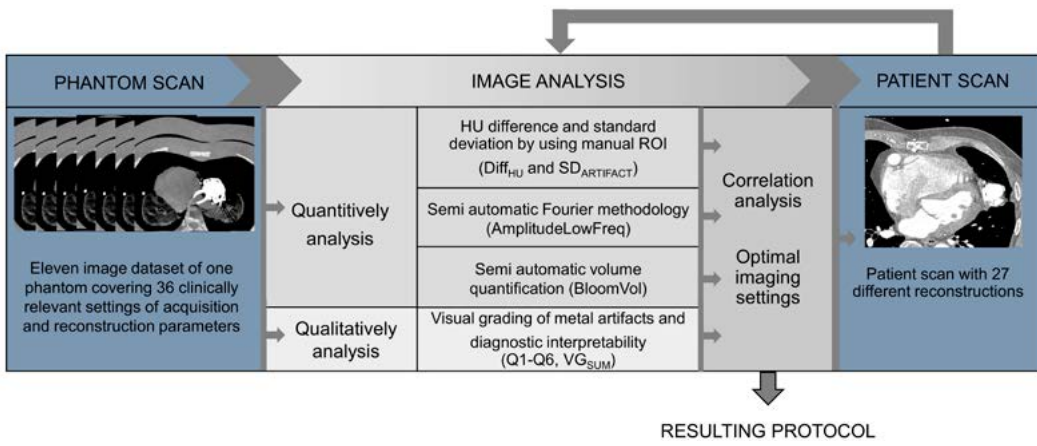 PHANTOM SCAN
IMAGE ANALYSIS
PATIENT SCAN
Eleven image dataset of one
phantom covering 36 clinically
relevant settings of acquisition
and reconstruction parameters
Quantitively
analysis
Qualitatively
analysis
HU difference and standard
deviation by using manual ROI
(Diff_HU and SD_ARTIFACT)
Semi automatic Fourier methodology
(AmplitudeLowFreq)
Semi automatic volume
quantification (BloomVol)
Visual grading of metal artifacts and
diagnostic interpretability
(Q1-Q6, VG_SUM)
Correlation
analysis
Optimal
imaging
settings
Patient scan with 27
different reconstructions
RESULTING PROTOCOL